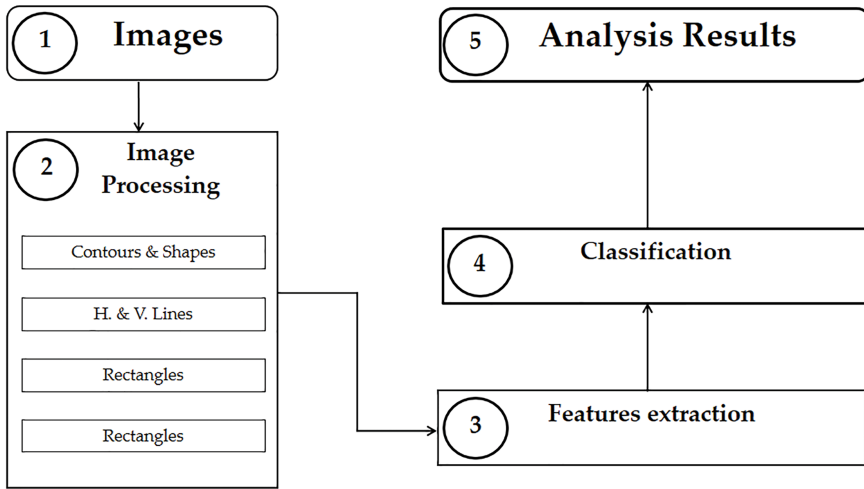 1 Images
2 Image
Processing
Contours & Shapes
H. & V. Lines
Rectangles
Rectangles
3 Features extraction
4 Classification
5 Analysis Results